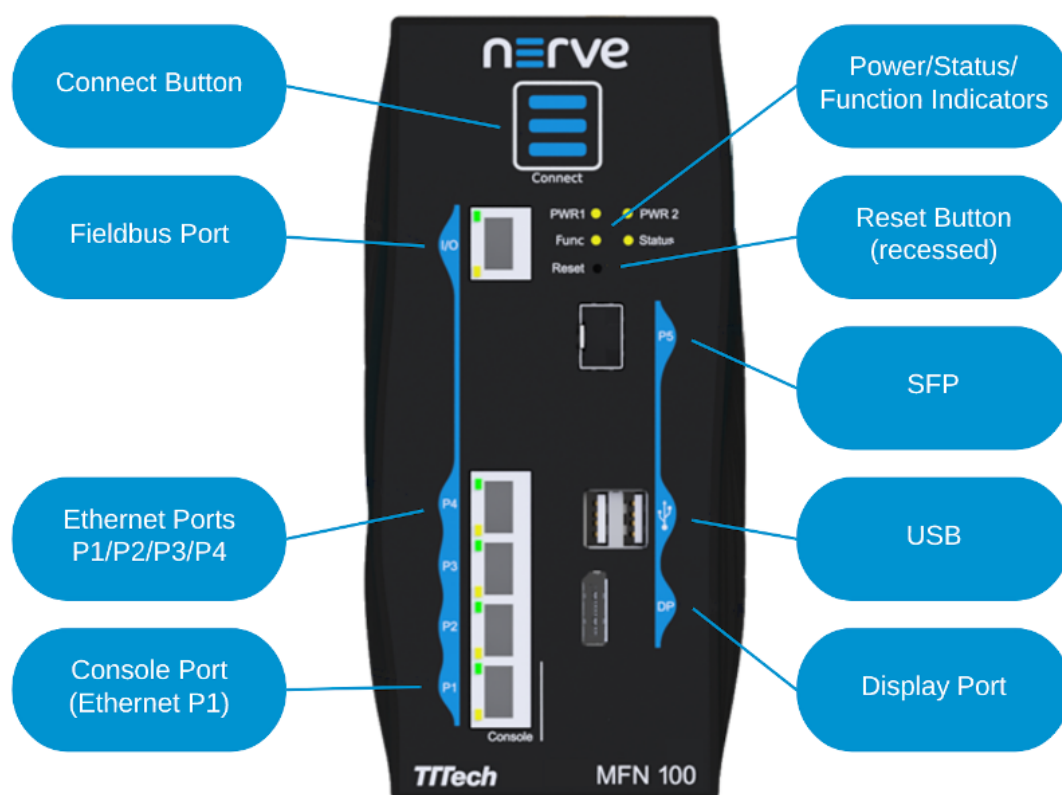 nerve
Connect Button
Power/Status/
Function Indicators
Connect
Fieldbus Port
I/O
PWR1
PWR 2
Func
Status
Reset
Reset Button
(recessed)
P5
SFP
Ethernet Ports
P1/P2/P3/P4
P4
P3
P2
P1
USB
DP
Console Port
(Ethernet P1)
Display Port
Console
TTTech
MFN 100